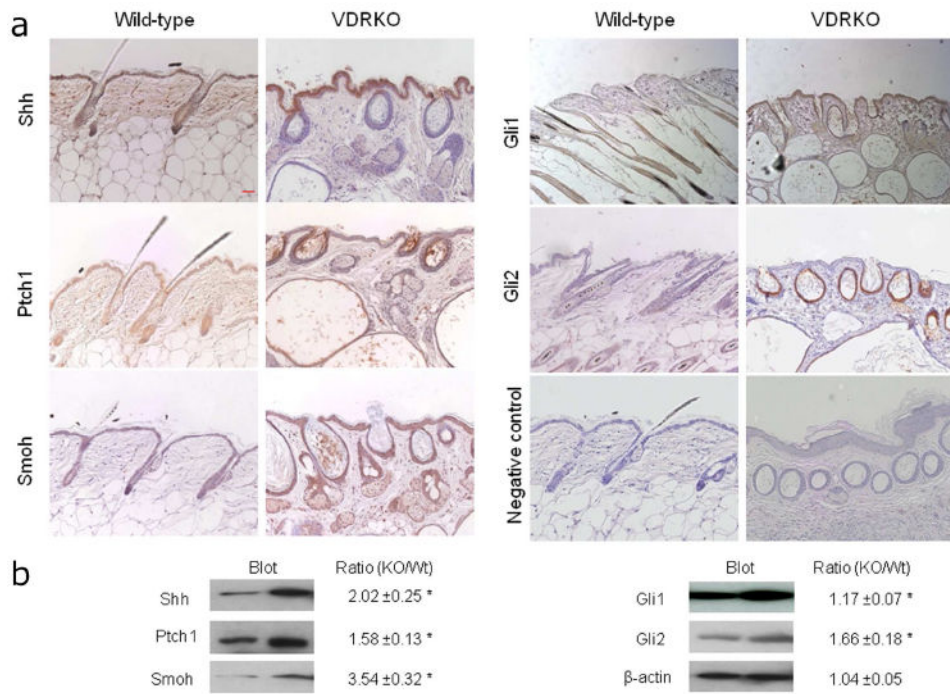 a
Wild-type VDRKO Wild-type VDRKO
Shh Gli1
Ptch1 Gli2
Smoh Negative control
b
Blot Ratio (KO/Wt) Blot Ratio (KO/Wt)
Shh 2.02 ±0.25 * Gli1 1.17 ±0.07 *
Ptch1 1.58 ±0.13 * Gli2 1.66 ±0.18 *
Smoh 3.54 ±0.32 * β-actin 1.04 ±0.05